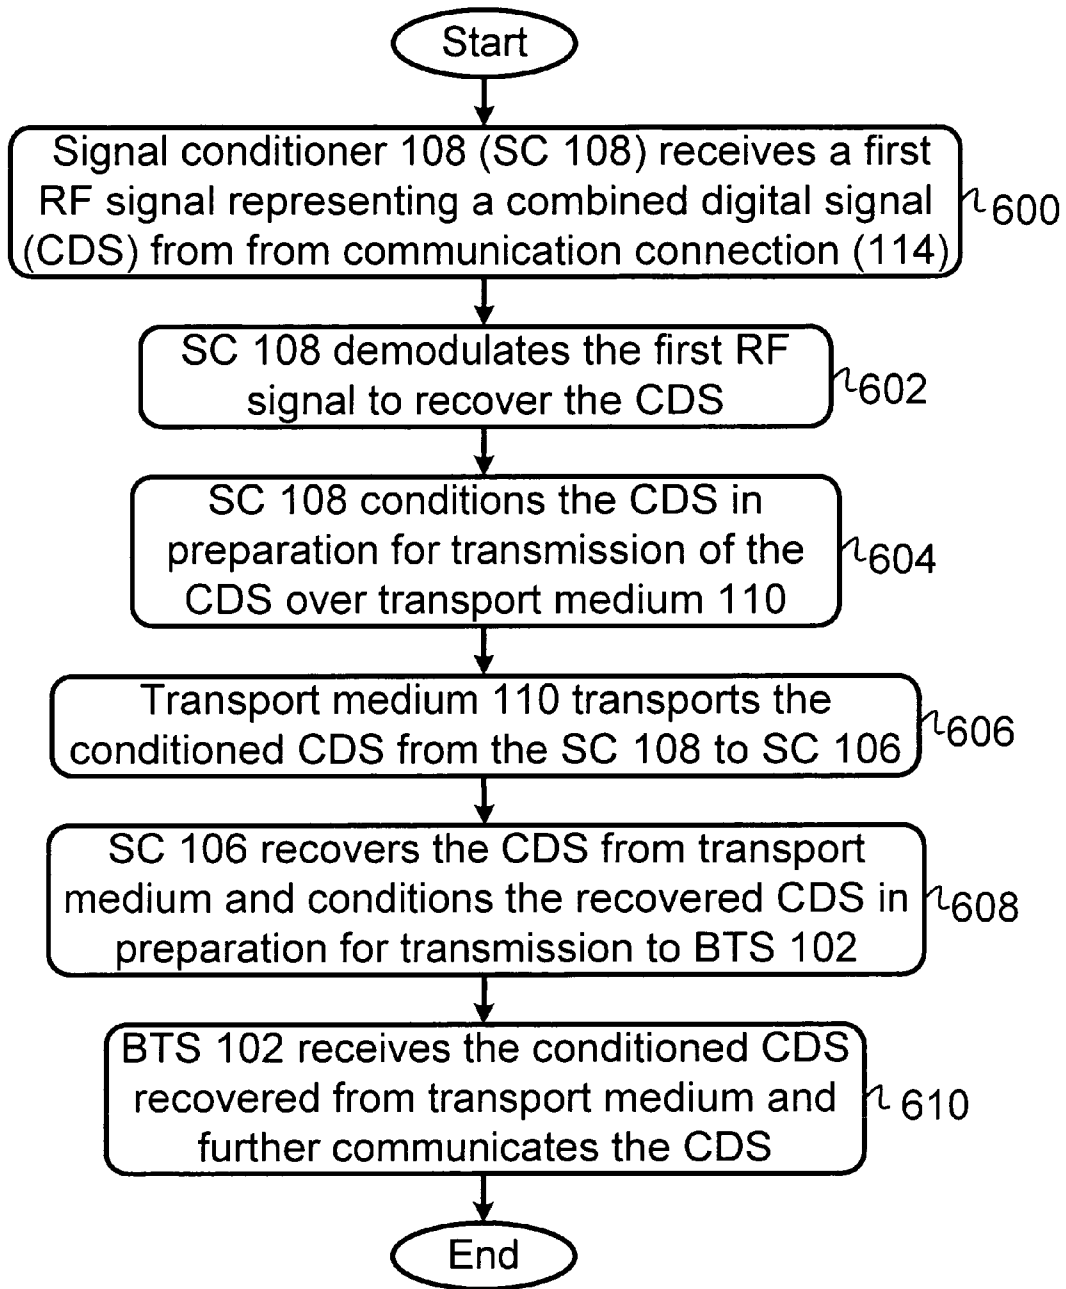 Start
Signal conditioner 108 (SC 108) receives a first
RF signal representing a combined digital signal
(CDS) from from communication connection (114)
600
SC 108 demodulates the first RF
signal to recover the CDS
602
SC 108 conditions the CDS in
preparation for transmission of the
CDS over transport medium 110
604
Transport medium 110 transports the
conditioned CDS from the SC 108 to SC 106
606
SC 106 recovers the CDS from transport
medium and conditions the recovered CDS in
preparation for transmission to BTS 102
608
BTS 102 receives the conditioned CDS
recovered from transport medium and
further communicates the CDS
610
End